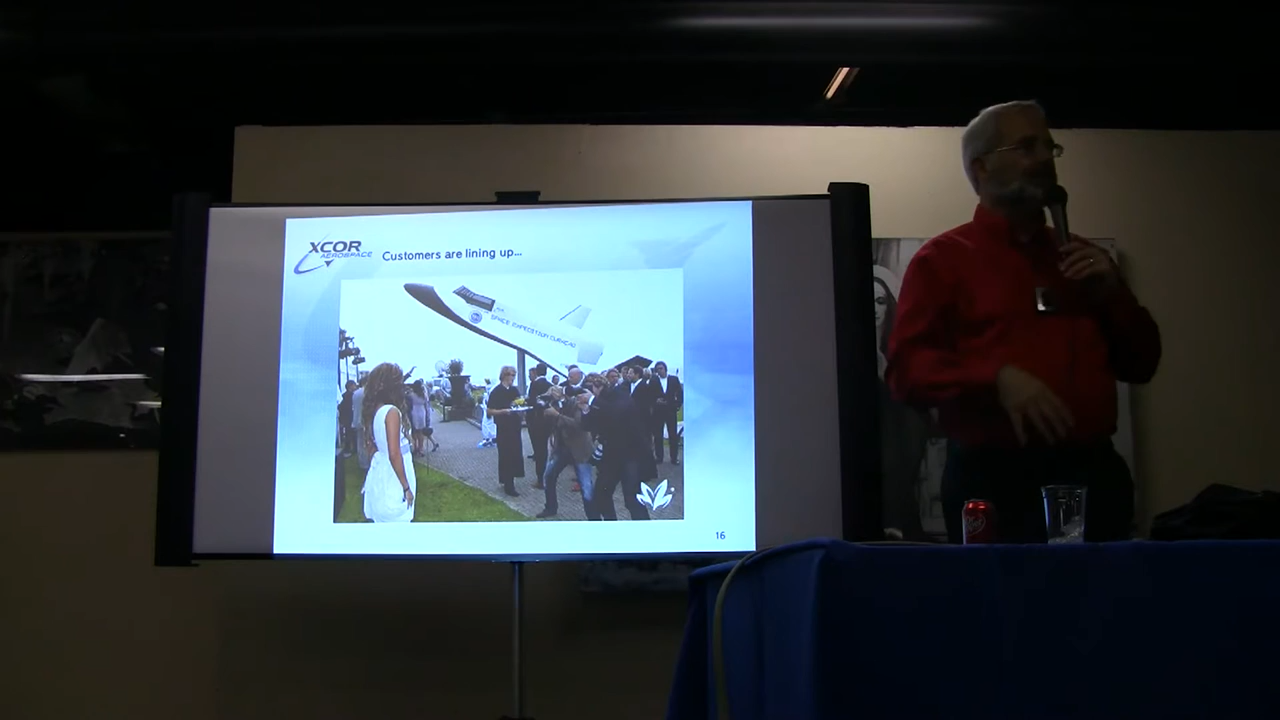 XCOR
AEROSPACE
Customers are lining up...
SPACE EXPEDITION CURAÇAO
16